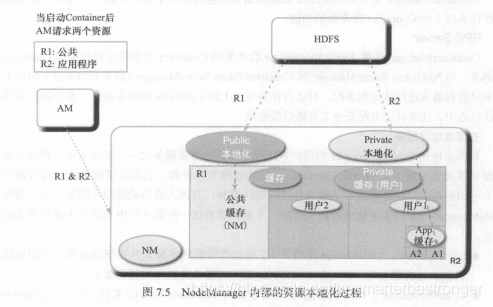 当启动Container后
AM请求两个资源
R1: 公共
R2: 应用程序
HDFS
AM
R1
R2
R1 & R2
Public
本地化
Private
本地化
R1
缓存
Private
缓存 (用户)
公共
缓存
(NM)
用户2
用户1
App
缓存
NM
A2
A1
R2
图 7.5 NodeManager 内部的资源本地化过程
RPC Server